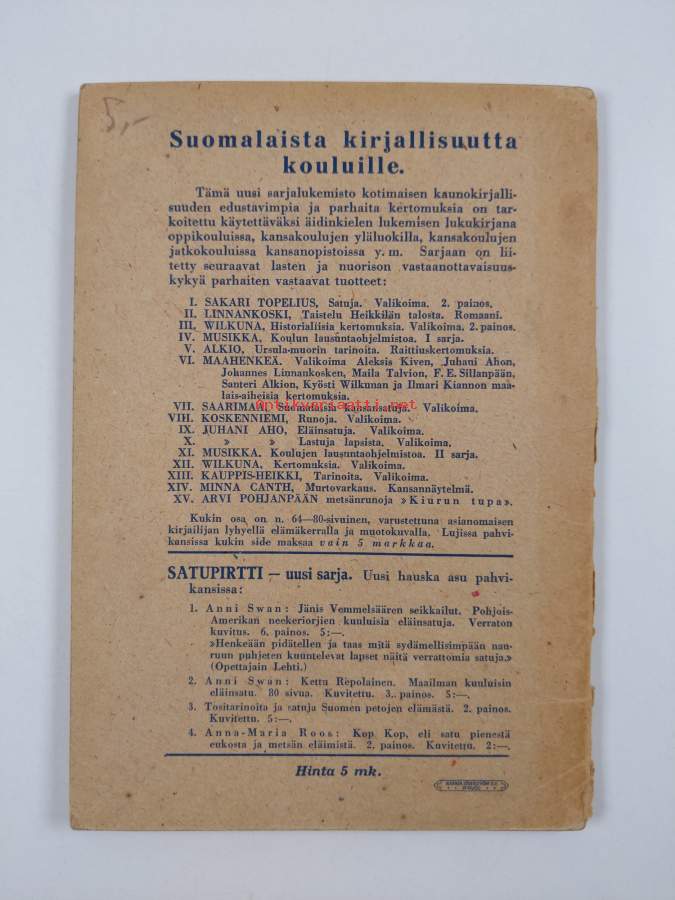 5,-
Suomalaista kirjallisuutta
kouluille.
Tämä uusi sarjalukemisto kotimaisen kaunokirjalli-
suuden edustavimpia ja parhaita kertomuksia on tar-
koitettu käytettäväksi äidinkielen lukemisen lukukirjana
oppikouluissa, kansakoulujen yläluokilla, kansakoulujen
jatkokouluissa kansanopistoissa y. m. Sarjaan on lii-
tetty seuraavat lasten ja nuorison vastaanottavaisuus-
kykyä parhaiten vastaavat tuotteet:
I. SAKARI TOPELIUS, Satuja. Valikoima. 2. painos.
II. LINNANKOSKI, Taistelu Heikkilän talosta. Romaani.
III. WILKUNA, Historiallisia kertomuksia. Valikoima. 2. painos.
IV. MUSIKKA, Koulun lausuntaohjelmistoa. I sarja.
V. ALKIO, Ursula-muorin tarinoita. Raittiuskertomuksia.
VI. MAAHENKEÄ. Valikoima Aleksis Kiven, Juhani Ahon,
Johannes Linnankosken, Maila Talvion, F. E. Sillanpään,
Santeri Alkion, Kyösti Wilkunan ja Ilmari Kiannon maa-
lais-aiheisia kertomuksia.
VII. SAARIMAA, Suomalaisia kansansatuja. Valikoima.
Optikvariaatti.net
VIII. KOSKENNIEMI, Runoja. Valikoima.
IX. JUHANI AHO, Eläinsatuja. Valikoima.
X. » » Lastuja lapsista. Valikoima.
XI. MUSIKKA. Koulujen lausuntaohjelmistoa. II sarja.
XII. WILKUNA, Kertomuksia. Valikoima.
XIII. KAUPPIS-HEIKKI, Tarinoita. Valikoima.
XIV. MINNA CANTH, Murtovarkaus. Kansannäytelmä.
XV. ARVI POHJANPÄÄN metsänrunoja »Kiurun tupa».
Kukin osa on n. 64—80-sivuinen, varustettuna asianomaisen
kirjailijan lyhyellä elämäkerralla ja muotokuvalla. Lujissa pahvi-
kansissa kukin side maksaa vain 5 markkaa.
SATUPIRTTI — uusi sarja. Uusi hauska asu pahvi-
kansissa:
1. Anni Swan: Jänis Vemmelsäären seikkailut. Pohjois-
Amerikan neekeriorjien kuuluisia eläinsatuja. Verraton
kuvitus. 6. painos. 5:—.
»Henkeään pidätellen ja taas mitä sydämellisimpään nau-
ruun puhjeten kuuntelevat lapset näitä verrattomia satuja.»
(Opettajain Lehti.)
2. Anni Swan: Kettu Repolainen. Maailman kuuluisin
eläinsatu. 80 sivua. Kuvitettu. 3. painos. 5:—.
3. Tositarinoita ja satuja Suomen petojen elämästä. 2. painos.
Kuvitettu. 5:—.
4. Anna-Maria Roos: Kop, Kop, eli satu pienestä
eukosta ja metsän eläimistä. 2. painos. Kuvitettu. 2:—.
Hinta 5 mk.